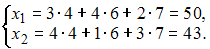 x₁ = 3·4 + 4·6 + 2·7 = 50,
x₂ = 4·4 + 1·6 + 3·7 = 43.